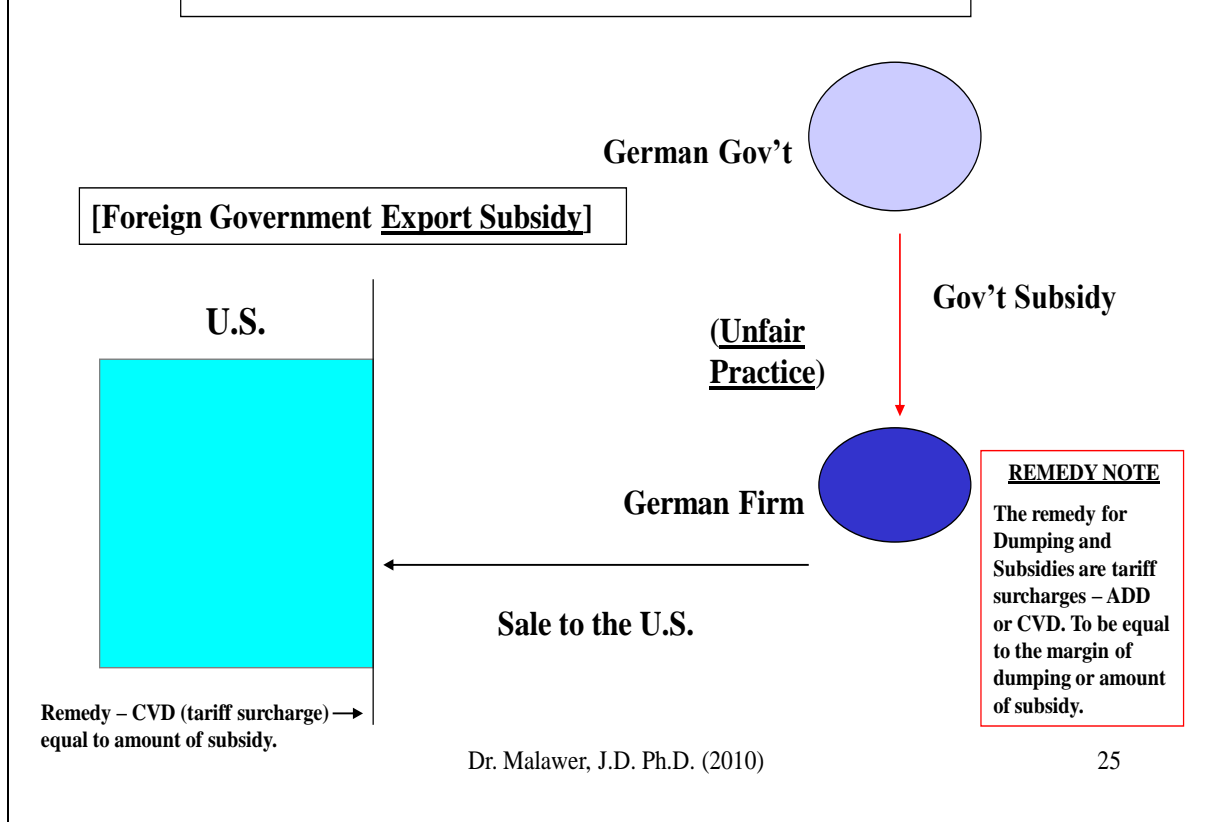 German Gov’t
[Foreign Government Export Subsidy]
Gov’t Subsidy
U.S.
(Unfair
Practice)
German Firm
REMEDY NOTE
The remedy for
Dumping and
Subsidies are tariff
surcharges – ADD
or CVD. To be equal
to the margin of
dumping or amount
of subsidy.
Sale to the U.S.
Remedy – CVD (tariff surcharge)
equal to amount of subsidy.
Dr. Malawer, J.D. Ph.D. (2010)
25